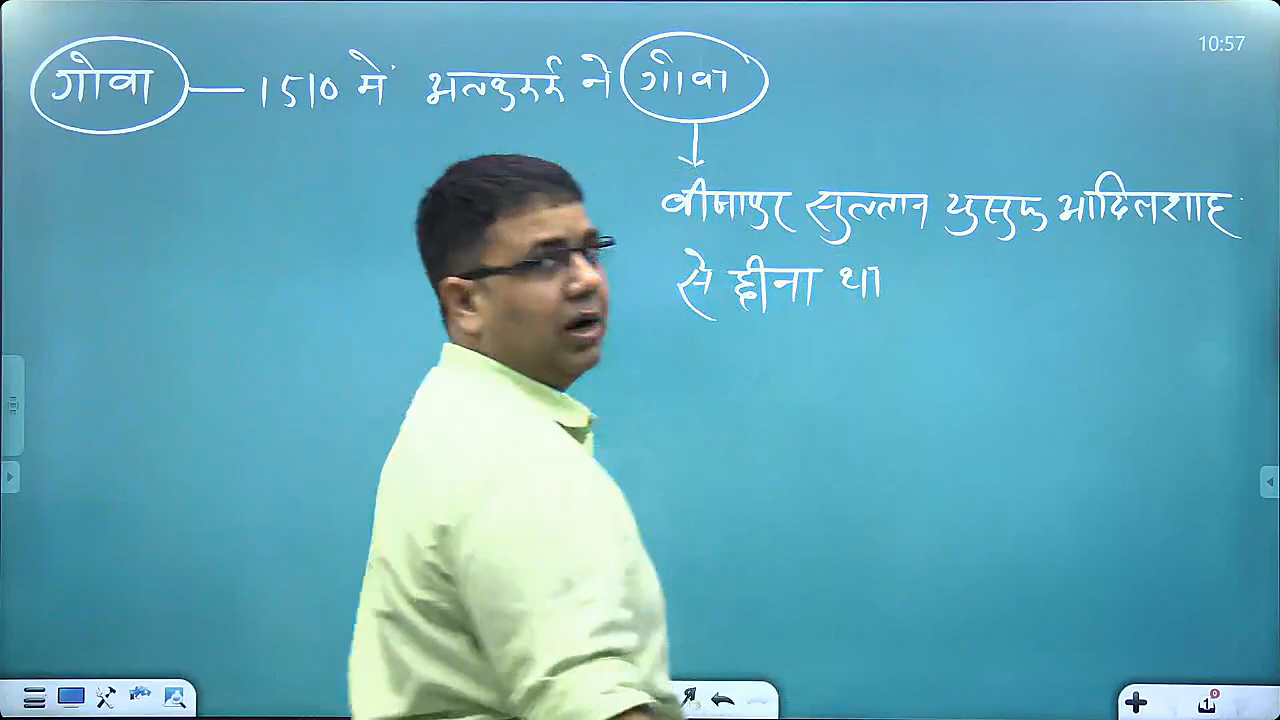 10:57
गोवा — 1510 में अलबुकर्क ने गोवा
बीजापुर सुल्तान युसुफ आदिलशाह
से छीना था